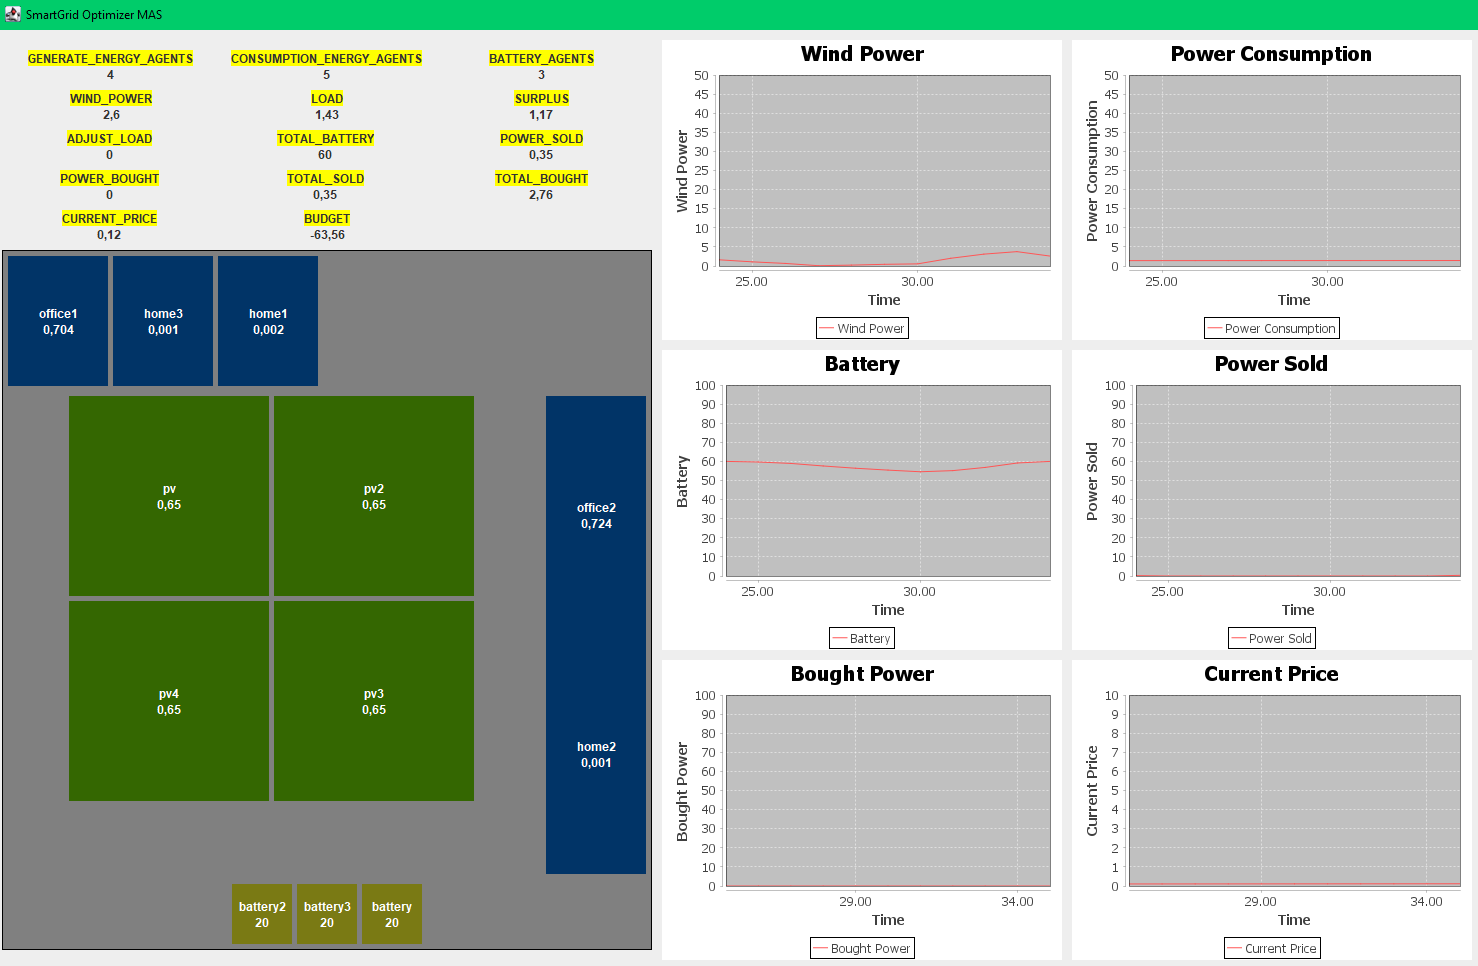 SmartGrid Optimizer MAS
GENERATE_ENERGY_AGENTS
4
CONSUMPTION_ENERGY_AGENTS
5
BATTERY_AGENTS
3
WIND_POWER
2,6
LOAD
1,43
SURPLUS
1,17
ADJUST_LOAD
0
TOTAL_BATTERY
60
POWER_SOLD
0,35
POWER_BOUGHT
0
TOTAL_SOLD
0,35
TOTAL_BOUGHT
2,76
CURRENT_PRICE
0,12
BUDGET
-63,56
office1
0,704
home3
0,001
home1
0,002
pv
0,65
pv2
0,65
office2
0,724
pv4
0,65
pv3
0,65
home2
0,001
battery2
20
battery3
20
battery
20
Wind Power
Wind Power
50
45
40
35
30
25
20
15
10
5
0
25.00
30.00
Time
Wind Power
Power Consumption
Power Consumption
50
45
40
35
30
25
20
15
10
5
0
25.00
30.00
Time
Power Consumption
Battery
Battery
100
90
80
70
60
50
40
30
20
10
0
25.00
30.00
Time
Battery
Power Sold
Power Sold
100
90
80
70
60
50
40
30
20
10
0
25.00
30.00
Time
Power Sold
Bought Power
Bought Power
100
90
80
70
60
50
40
30
20
10
0
29.00
34.00
Time
Bought Power
Current Price
Current Price
10
9
8
7
6
5
4
3
2
1
0
29.00
34.00
Time
Current Price